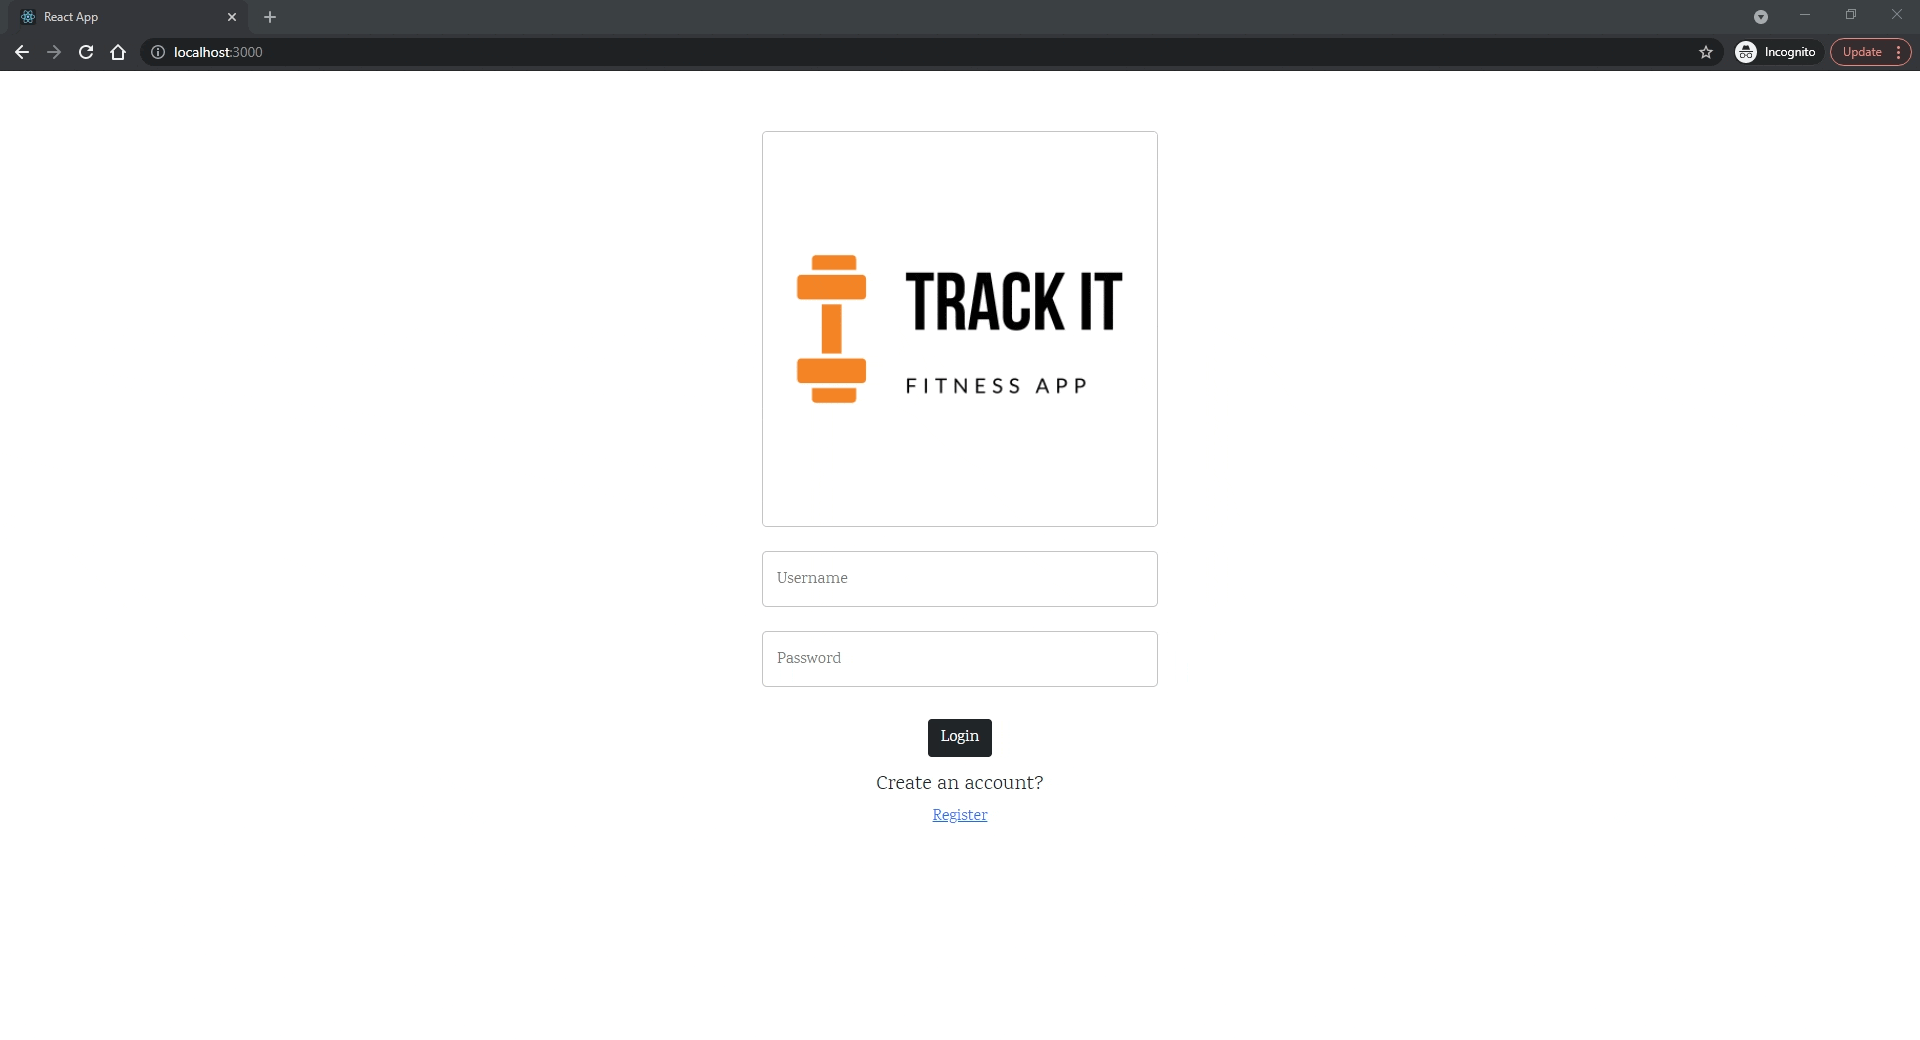 React App
localhost:3000
Incognito
Update
TRACK IT
FITNESS APP
Username
Password
Login
Create an account?
Register